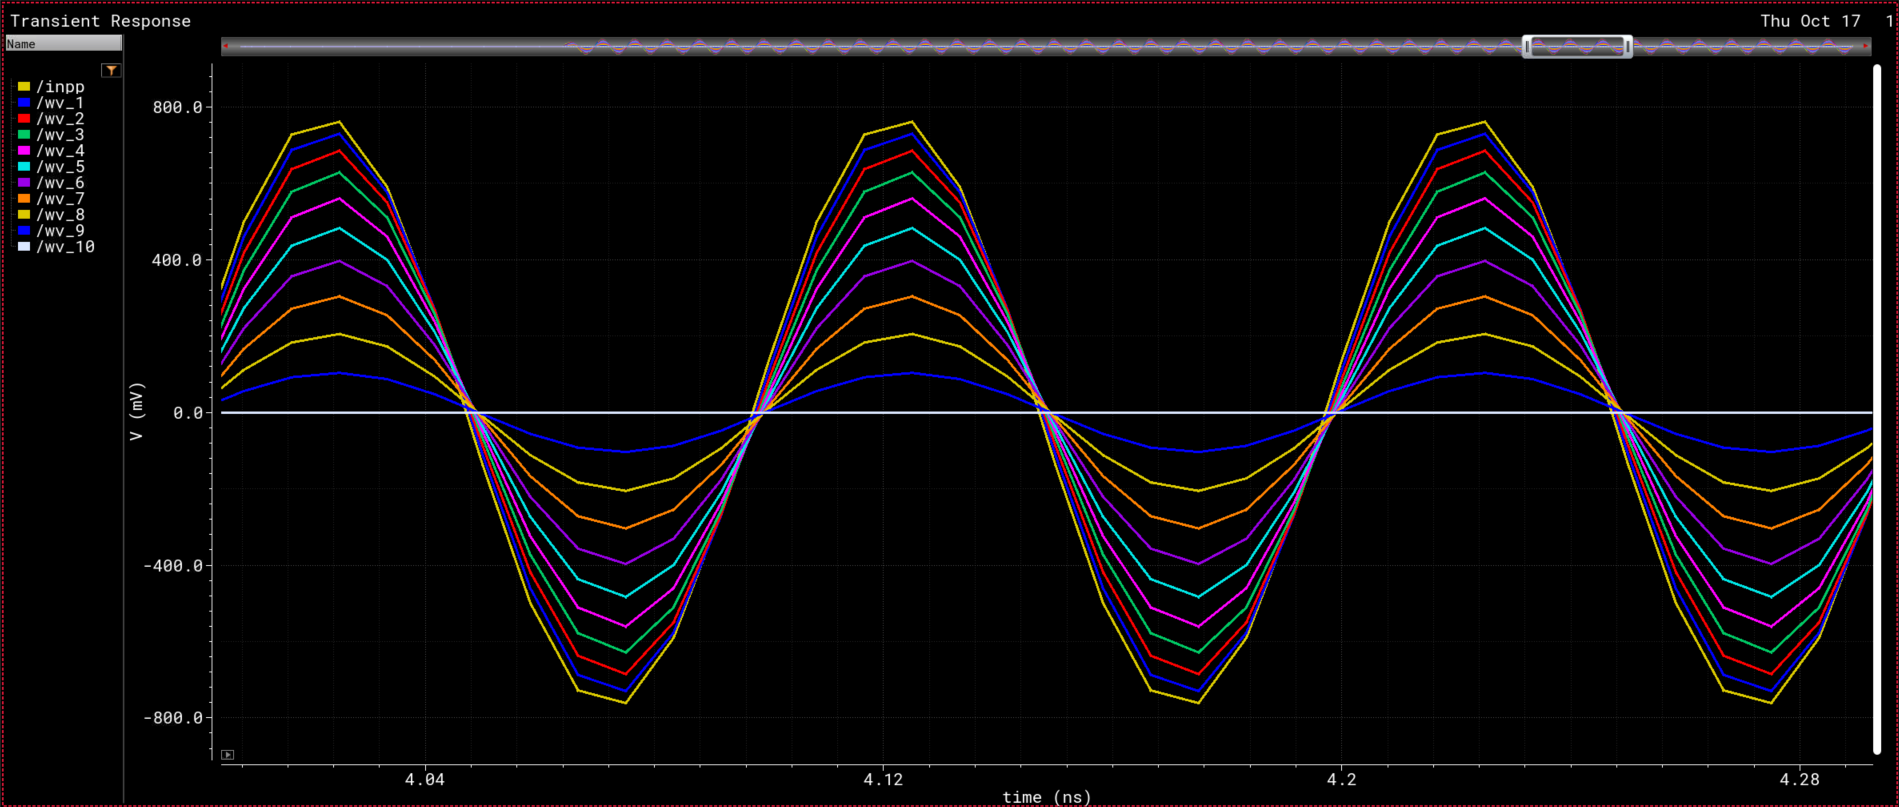 Transient Response
Thu Oct 17 1
Name
/inpp
/wv_1
/wv_2
/wv_3
/wv_4
/wv_5
/wv_6
/wv_7
/wv_8
/wv_9
/wv_10
V (mV)
800.0
400.0
0.0
-400.0
-800.0
4.04 4.12 4.2 4.28
time (ns)